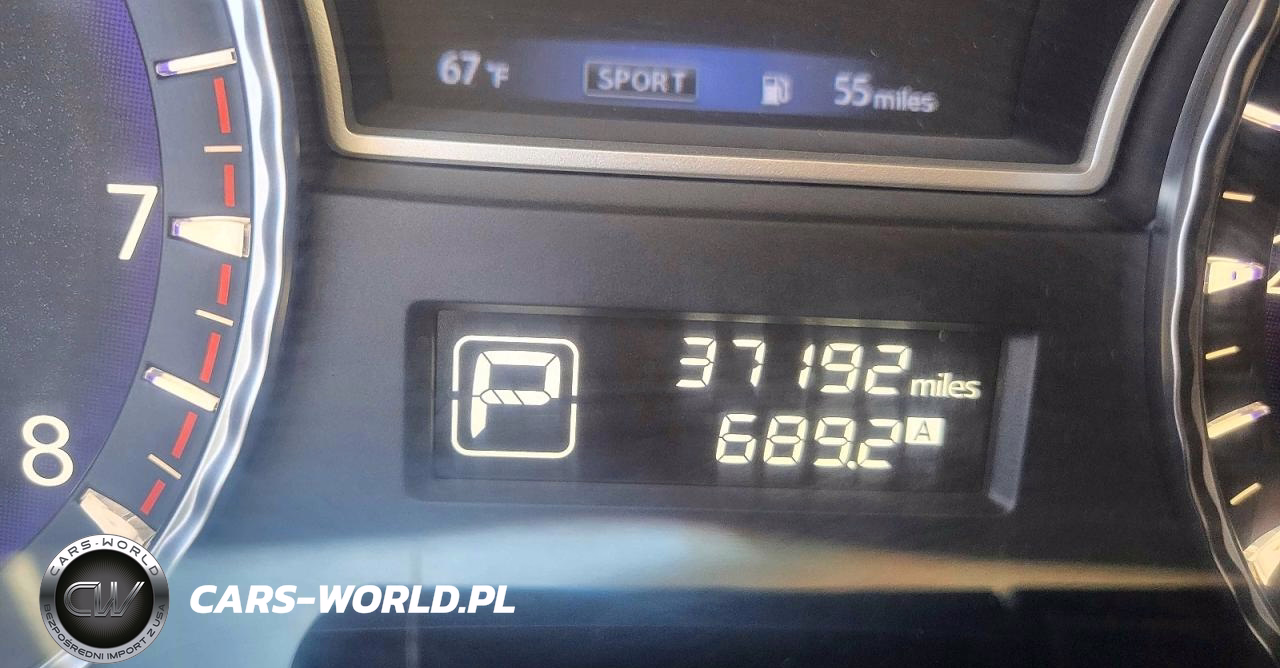 67 °F SPORT 55 miles
7
P
37192 miles
689.2 A
8
CARS-WORLD
CW
BEZPOŚREDNI IMPORT Z USA
CARS-WORLD.PL